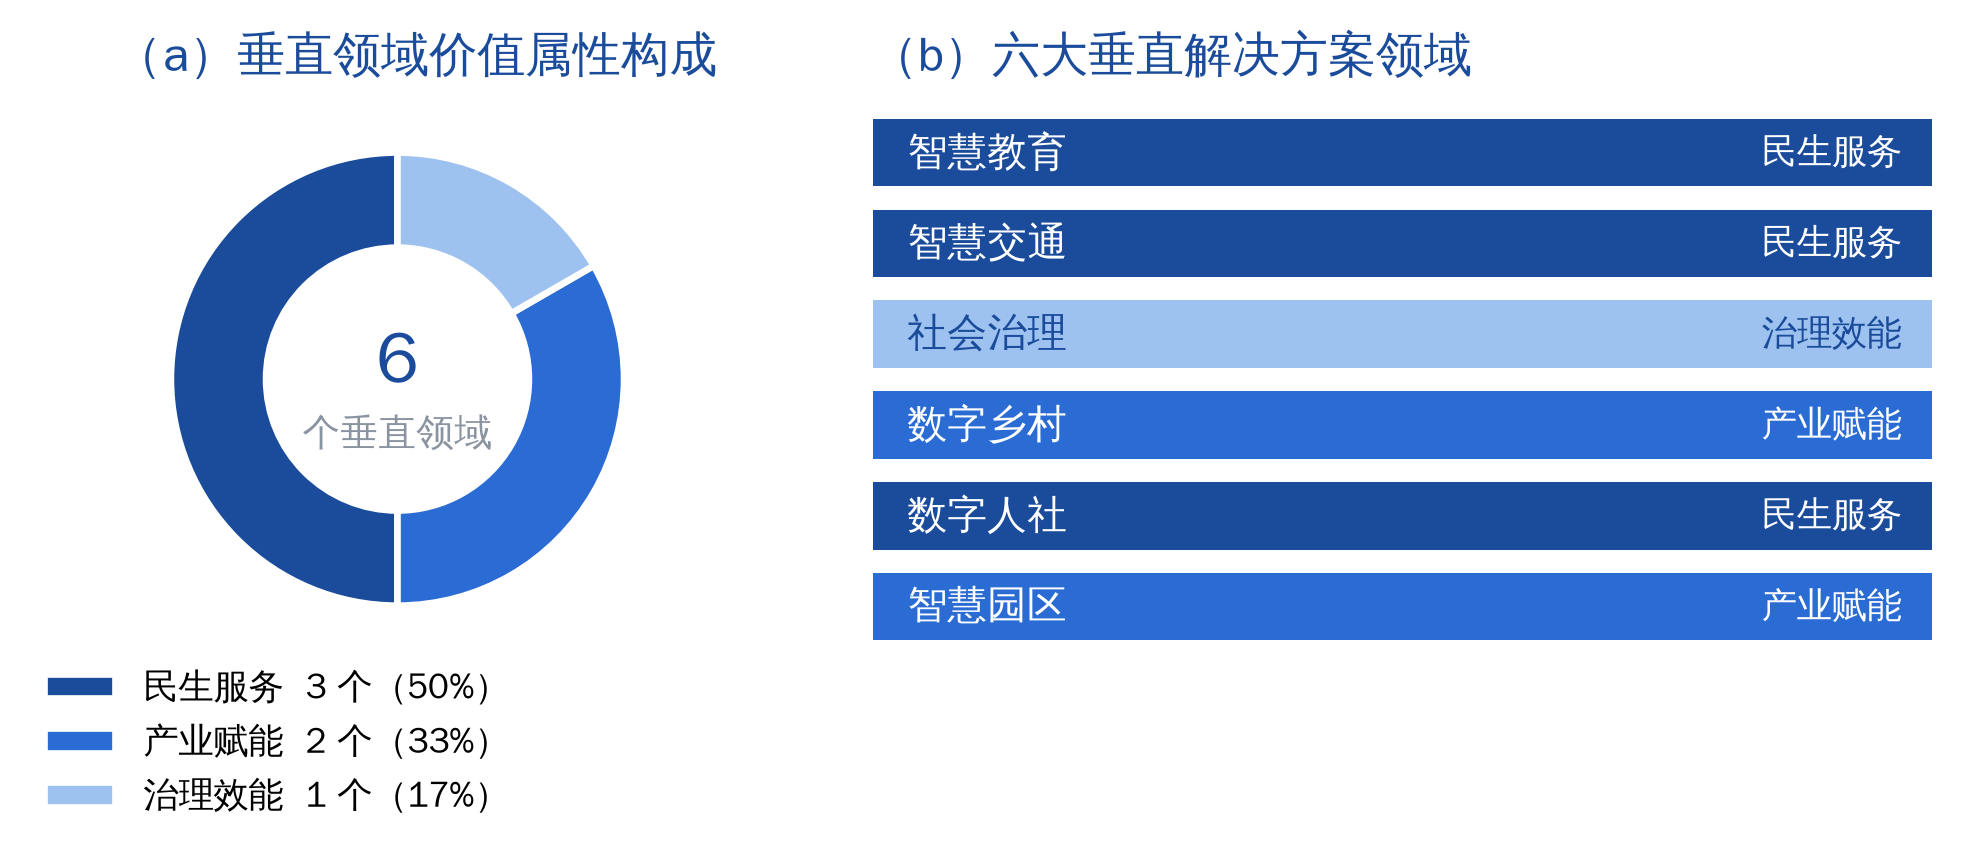 （a）垂直领域价值属性构成
6
个垂直领域
民生服务 3 个（50%）
产业赋能 2 个（33%）
治理效能 1 个（17%）
（b）六大垂直解决方案领域
智慧教育 民生服务
智慧交通 民生服务
社会治理 治理效能
数字乡村 产业赋能
数字人社 民生服务
智慧园区 产业赋能